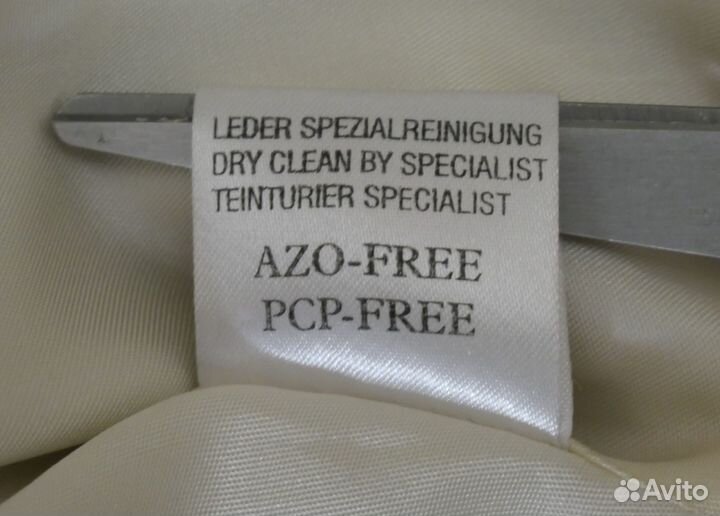 LEDER SPEZIALREINIGUNG
DRY CLEAN BY SPECIALIST
TEINTURIER SPECIALIST
AZO-FREE
PCP-FREE
Avito